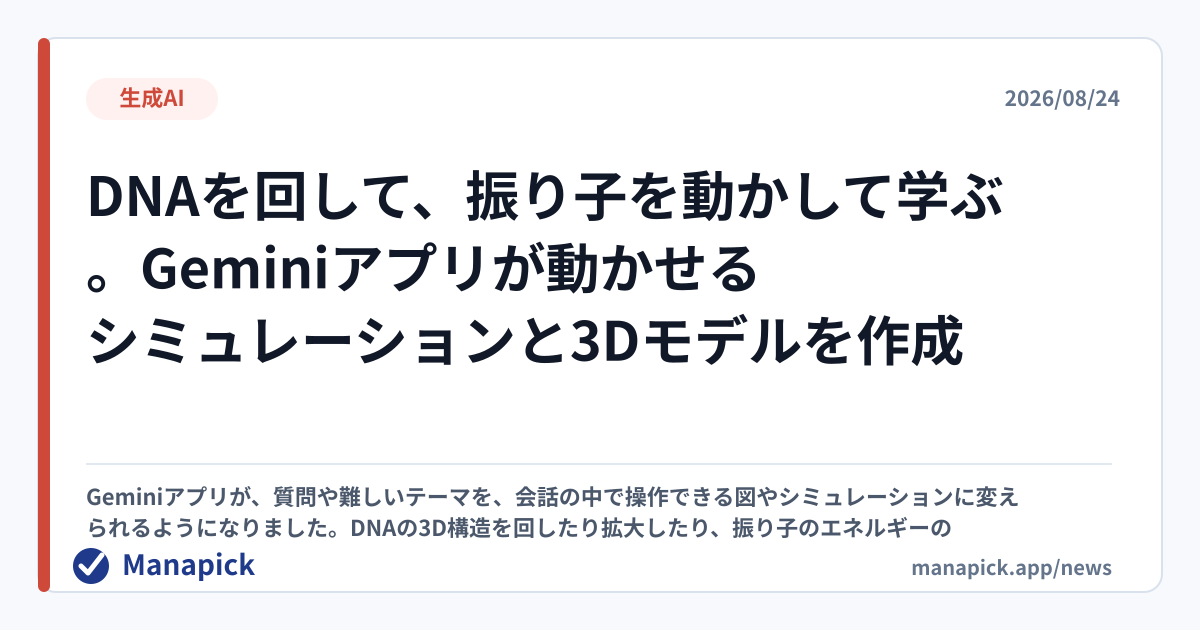 生成AI
2026/08/24
DNAを回して、振り子を動かして学ぶ
。Geminiアプリが動かせる
シミュレーションと3Dモデルを作成
Geminiアプリが、質問や難しいテーマを、会話の中で操作できる図やシミュレーションに変え
られるようになりました。DNAの3D構造を回したり拡大したり、振り子のエネルギーの
Manapick
manapick.app/news